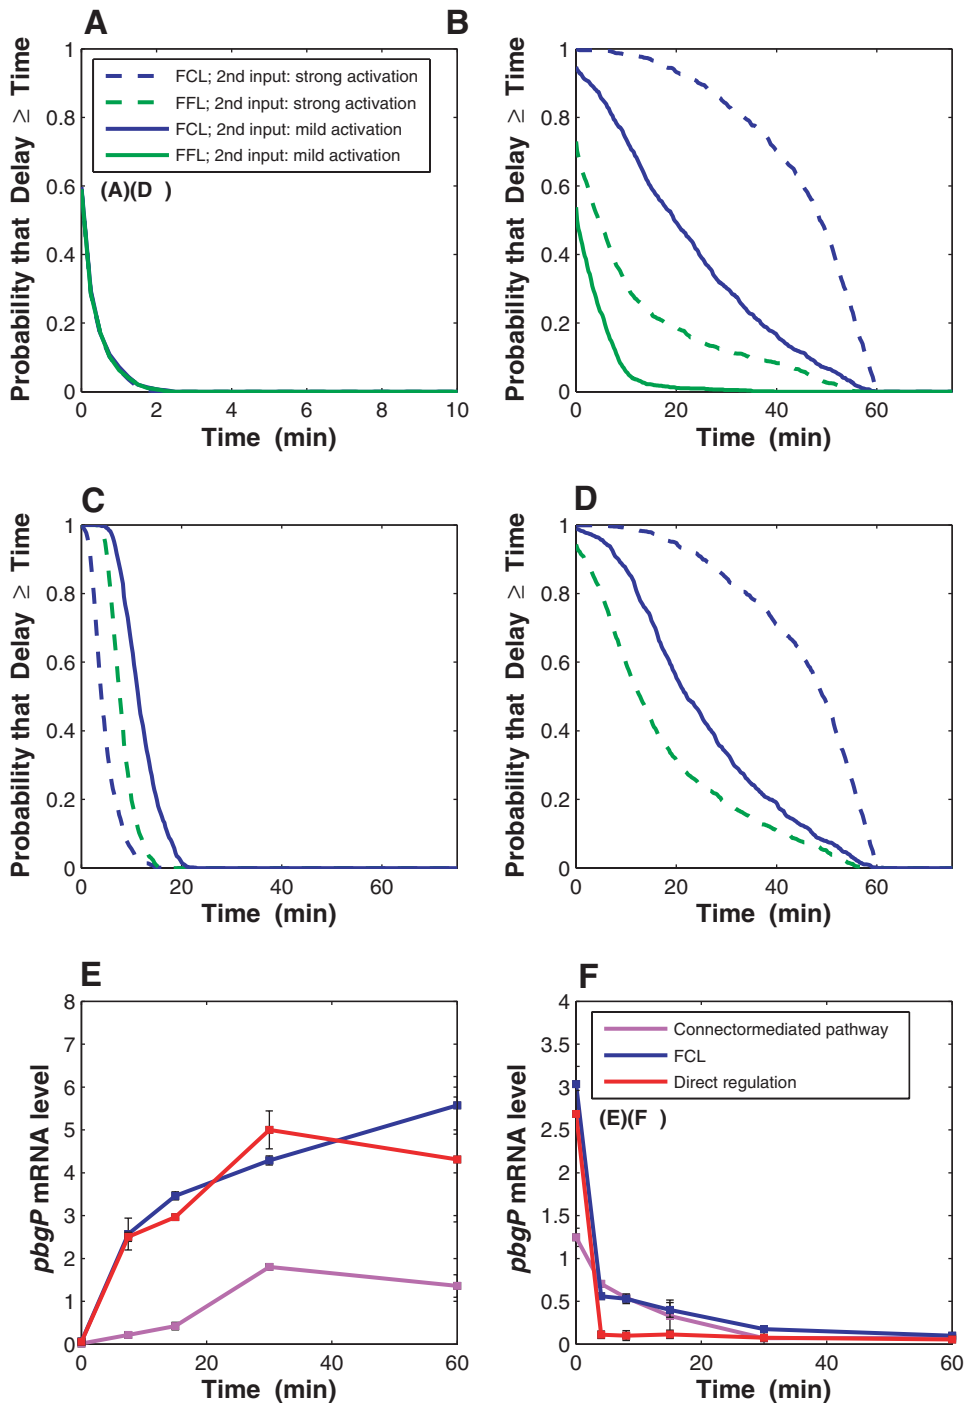 A
Probability that Delay ≥ Time
1
0.8
0.6
0.4
0.2
0
FCL; 2nd input: strong activation
FFL; 2nd input: strong activation
FCL; 2nd input: mild activation
FFL; 2nd input: mild activation
(A)(D )
0 2 4 6 8 10
Time (min)
B
Probability that Delay ≥ Time
1
0.8
0.6
0.4
0.2
0
0 20 40 60
Time (min)
C
Probability that Delay ≥ Time
1
0.8
0.6
0.4
0.2
0
0 20 40 60
Time (min)
D
Probability that Delay ≥ Time
1
0.8
0.6
0.4
0.2
0
0 20 40 60
Time (min)
E
pbgP mRNA level
8
7
6
5
4
3
2
1
0
0 20 40 60
Time (min)
F
pbgP mRNA level
4
3.5
3
2.5
2
1.5
1
0.5
0
Connectormediated pathway
FCL
Direct regulation
(E)(F )
0 20 40 60
Time (min)